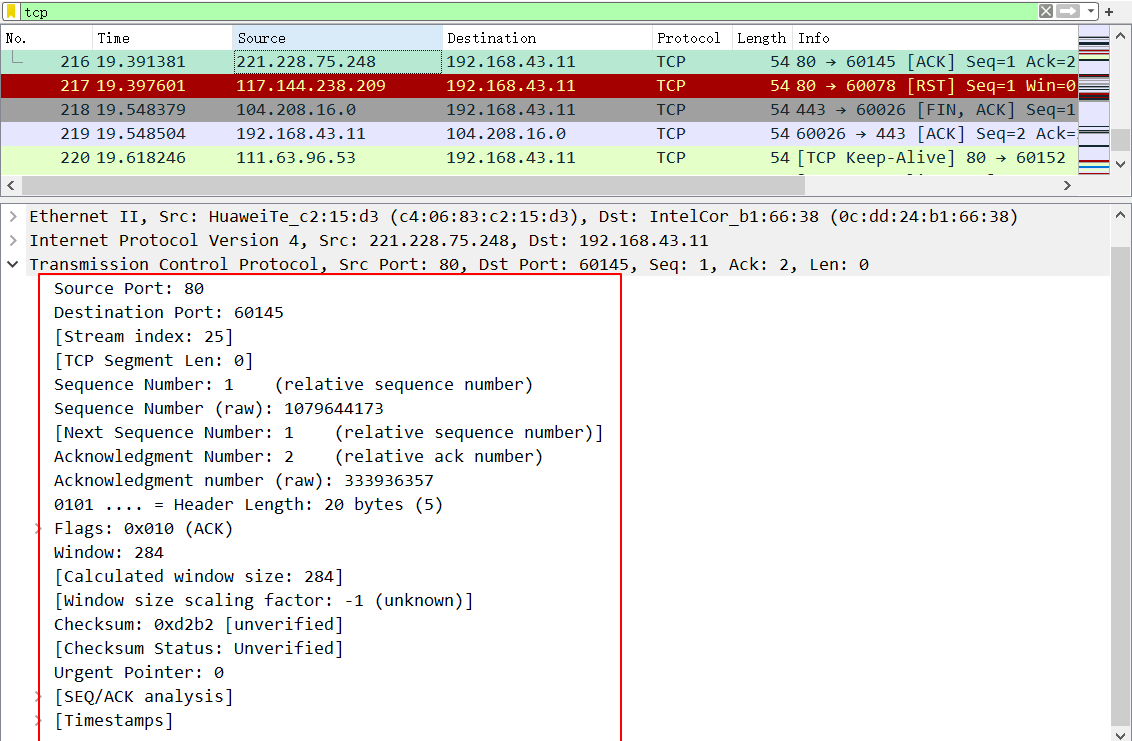 tcp
No. Time Source Destination Protocol Length Info
216 19.391381 221.228.75.248 192.168.43.11 TCP 54 80 → 60145 [ACK] Seq=1 Ack=2
217 19.397601 117.144.238.209 192.168.43.11 TCP 54 80 → 60078 [RST] Seq=1 Win=0
218 19.548379 104.208.16.0 192.168.43.11 TCP 54 443 → 60026 [FIN, ACK] Seq=1
219 19.548504 192.168.43.11 104.208.16.0 TCP 54 60026 → 443 [ACK] Seq=2 Ack=
220 19.618246 111.63.96.53 192.168.43.11 TCP 54 [TCP Keep-Alive] 80 → 60152
Ethernet II, Src: HuaweiTe_c2:15:d3 (c4:06:83:c2:15:d3), Dst: IntelCor_b1:66:38 (0c:dd:24:b1:66:38)
Internet Protocol Version 4, Src: 221.228.75.248, Dst: 192.168.43.11
Transmission Control Protocol, Src Port: 80, Dst Port: 60145, Seq: 1, Ack: 2, Len: 0
Source Port: 80
Destination Port: 60145
[Stream index: 25]
[TCP Segment Len: 0]
Sequence Number: 1 (relative sequence number)
Sequence Number (raw): 1079644173
[Next Sequence Number: 1 (relative sequence number)]
Acknowledgment Number: 2 (relative ack number)
Acknowledgment number (raw): 333936357
0101 .... = Header Length: 20 bytes (5)
Flags: 0x010 (ACK)
Window: 284
[Calculated window size: 284]
[Window size scaling factor: -1 (unknown)]
Checksum: 0xd2b2 [unverified]
[Checksum Status: Unverified]
Urgent Pointer: 0
[SEQ/ACK analysis]
[Timestamps]